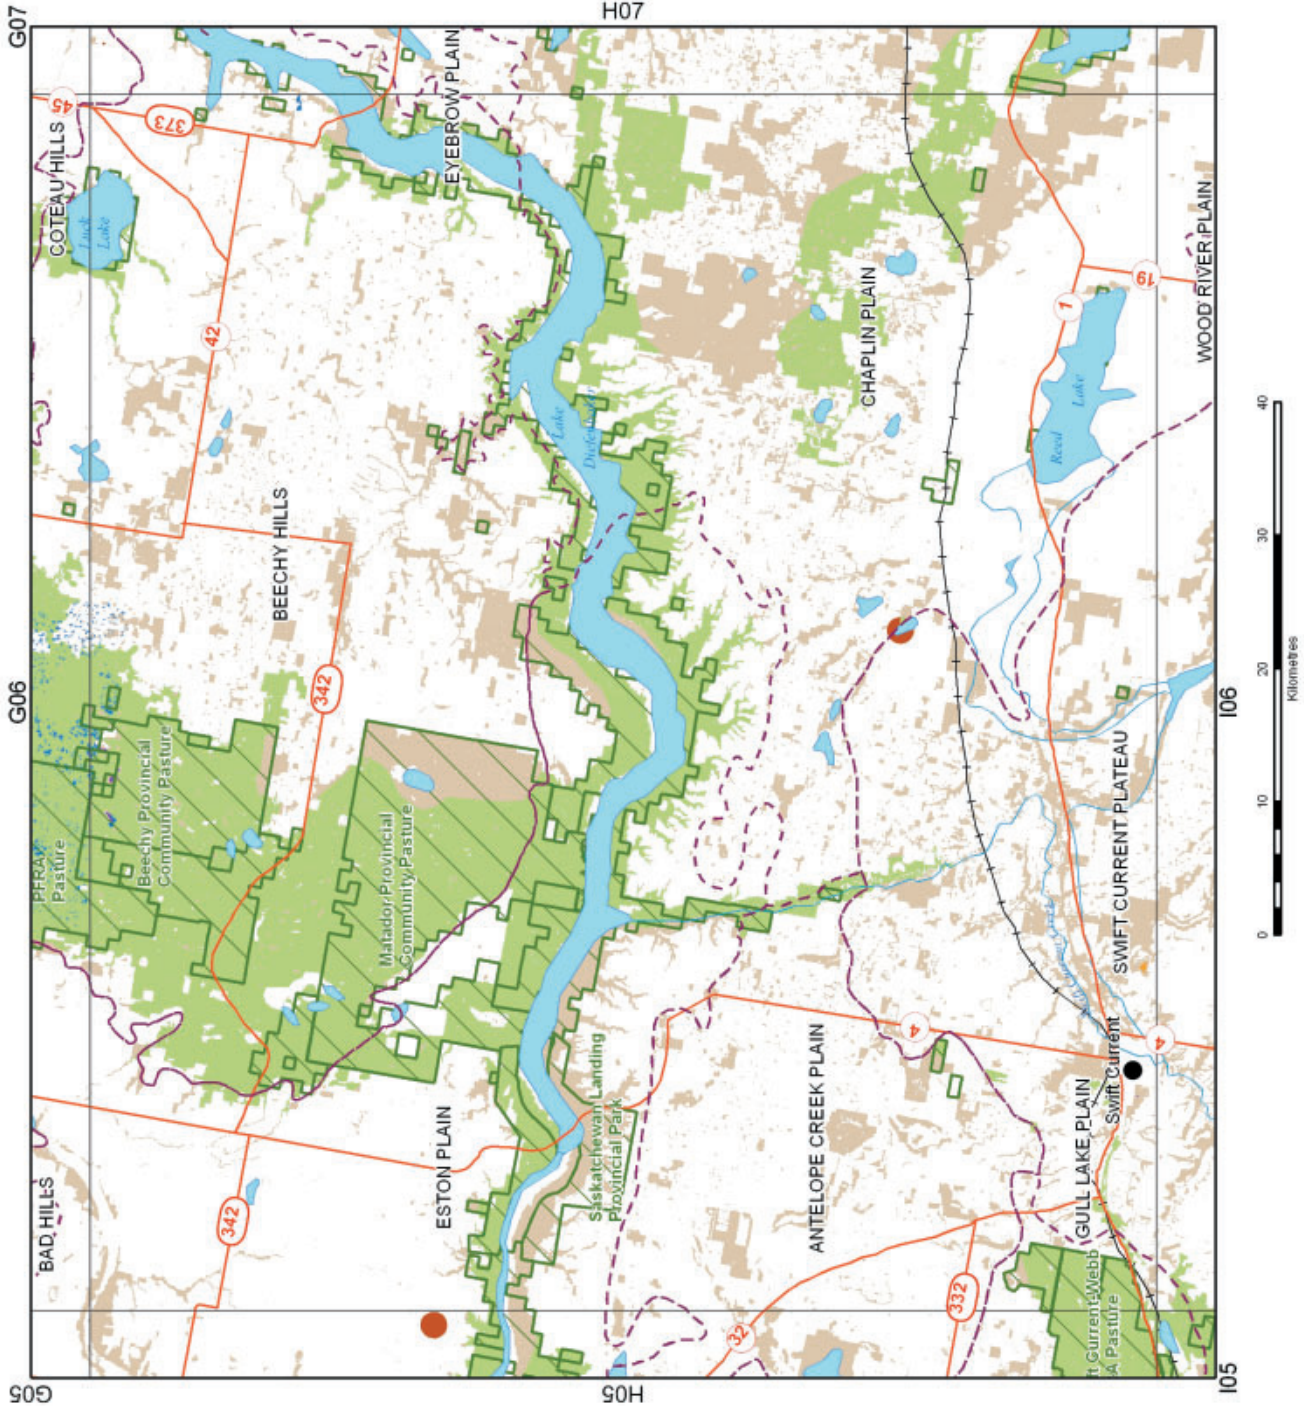 G07
H07
45
373
COTEAU HILLS
Luck
Lake
EYEBROW PLAIN
42
CHAPLIN PLAIN
1
19
WOOD RIVER PLAIN
Lake
Diefenbaker
Reed
Lake
BEECHY HILLS
342
G06
I06
PFRA
Pasture
Beechy Provincial
Community Pasture
Matador Provincial
Community Pasture
SWIFT CURRENT PLATEAU
4
4
Swift Current
ANTELOPE CREEK PLAIN
GULL LAKE PLAIN
ESTON PLAIN
Saskatchewan Landing
Provincial Park
BAD HILLS
342
332
32
ft Current-Webb
A Pasture
G05
H05
I05
0
10
20
30
40
Kilometres